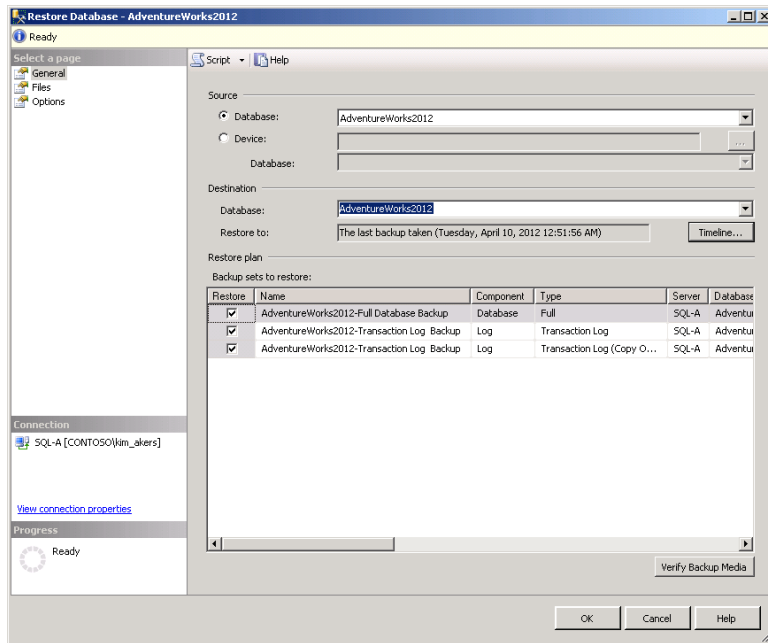 Restore Database - AdventureWorks2012
Ready
Select a page
General
Files
Options
Script Help
Source
Database: AdventureWorks2012
Device: ...
Database:
Destination
Database: AdventureWorks2012
Restore to: The last backup taken (Tuesday, April 10, 2012 12:51:56 AM) Timeline...
Restore plan
Backup sets to restore:
Restore Name Component Type Server Database
AdventureWorks2012-Full Database Backup Database Full SQL-A Adventu
AdventureWorks2012-Transaction Log Backup Log Transaction Log SQL-A Adventu
AdventureWorks2012-Transaction Log Backup Log Transaction Log (Copy O... SQL-A Adventu
Connection
SQL-A [CONTOSO\kim_akers]
View connection properties
Progress
Ready
Verify Backup Media
OK Cancel Help